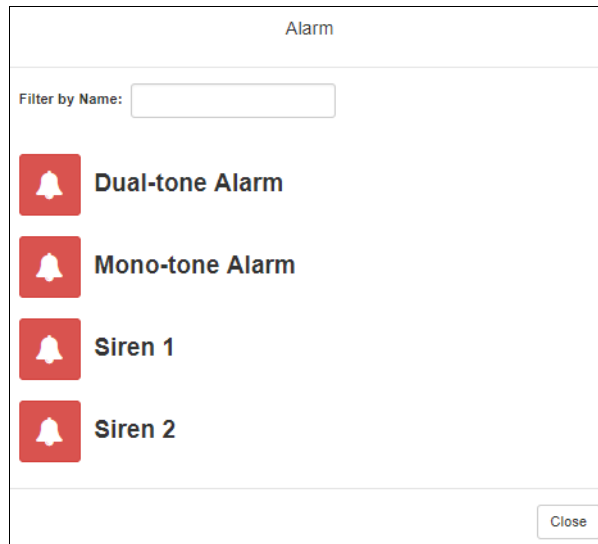 Alarm
Filter by Name:
Dual-tone Alarm
Mono-tone Alarm
Siren 1
Siren 2
Close